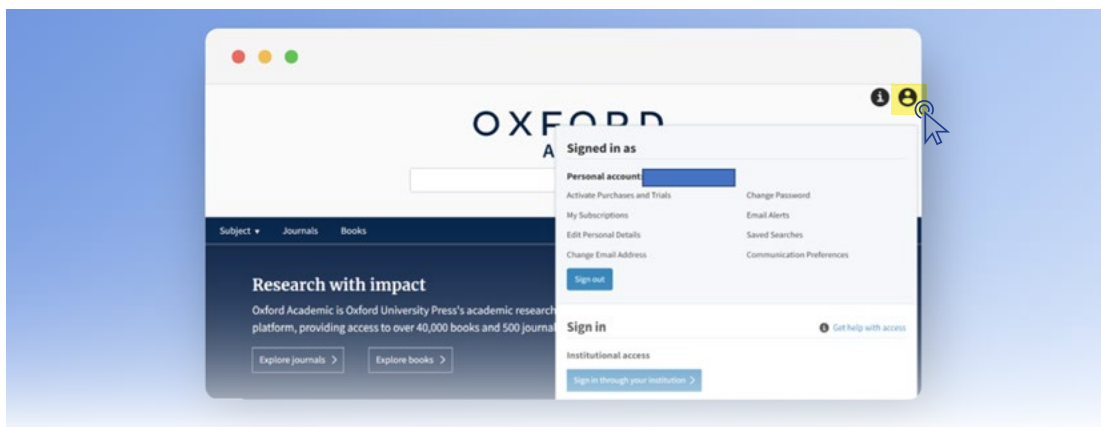 OXFORD
A
Signed in as
Personal account:
Activate Purchases and Trials
Change Password
My Subscriptions
Email Alerts
Edit Personal Details
Saved Searches
Change Email Address
Communication Preferences
Sign out
Subject
Journals
Books
Research with impact
Oxford Academic is Oxford University Press's academic research
platform, providing access to over 40,000 books and 500 journal
Explore journals
Explore books
Sign in
Get help with access
Institutional access
Sign in through your institution